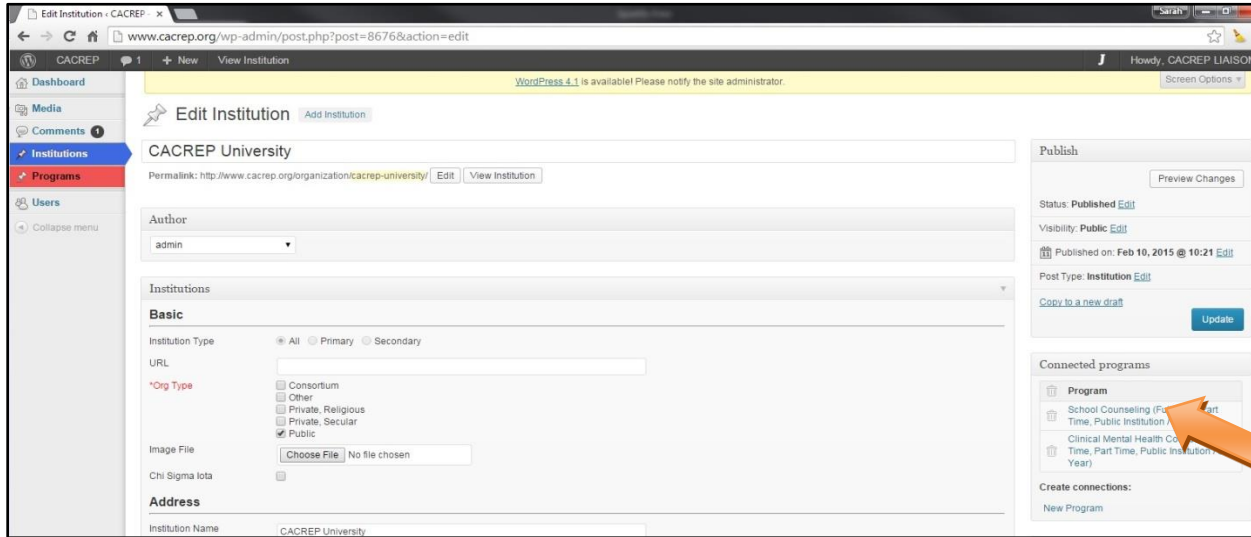 Edit Institution ‹ CACREP
Sarah
www.cacrep.org/wp-admin/post.php?post=8676&action=edit
CACREP 1 + New View Institution Howdy, CACREP LIAISON
WordPress 4.1 is available! Please notify the site administrator.
Screen Options
Dashboard
Media
Comments 1
Institutions
Programs
Users
Collapse menu
Edit Institution Add Institution
CACREP University
Permalink: http://www.cacrep.org/organization/cacrep-university/ Edit View Institution
Author
admin
Institutions
Basic
Institution Type All Primary Secondary
URL
*Org Type
Consortium
Other
Private, Religious
Private, Secular
Public
Image File Choose File No file chosen
Chi Sigma Iota
Address
Institution Name CACREP University
Publish
Preview Changes
Status: Published Edit
Visibility: Public Edit
Published on: Feb 10, 2015 @ 10:21 Edit
Post Type: Institution Edit
Copy to a new draft
Update
Connected programs
Program
School Counseling
Time, Public Institution
Clinical Mental Health
Time, Part Time, Public Institution
Year)
Create connections:
New Program